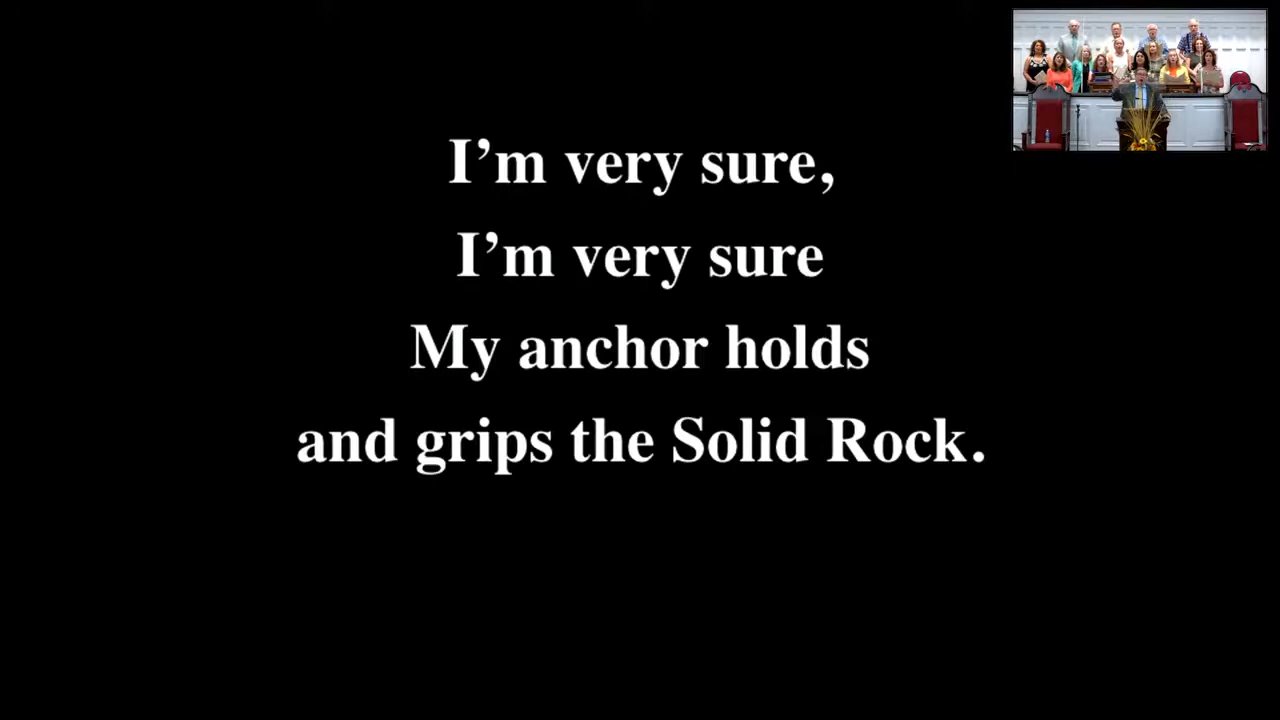 I’m very sure,
I’m very sure
My anchor holds
and grips the Solid Rock.